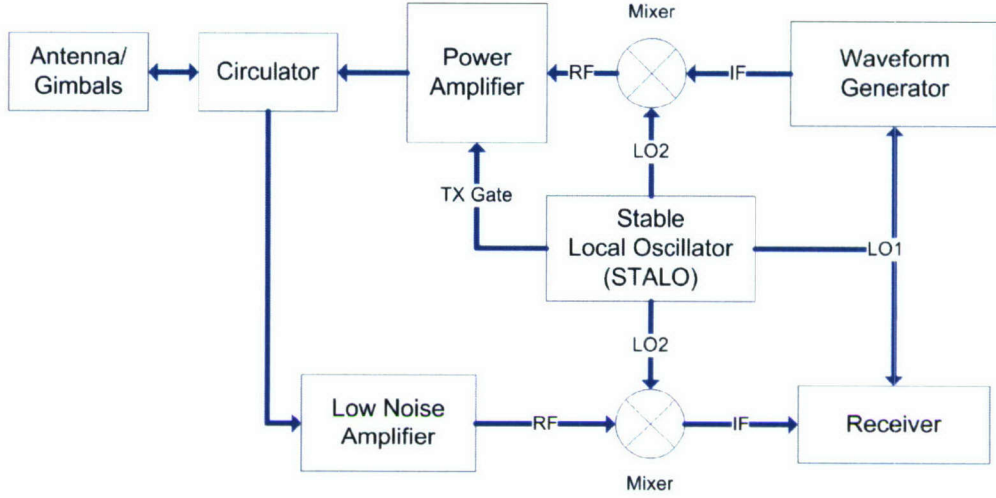 Mixer
Antenna/
Gimbals
Circulator
Power
Amplifier
RF
IF
Waveform
Generator
LO2
TX Gate
Stable
Local Oscillator
(STALO)
LO1
LO2
Low Noise
Amplifier
RF
IF
Receiver
Mixer